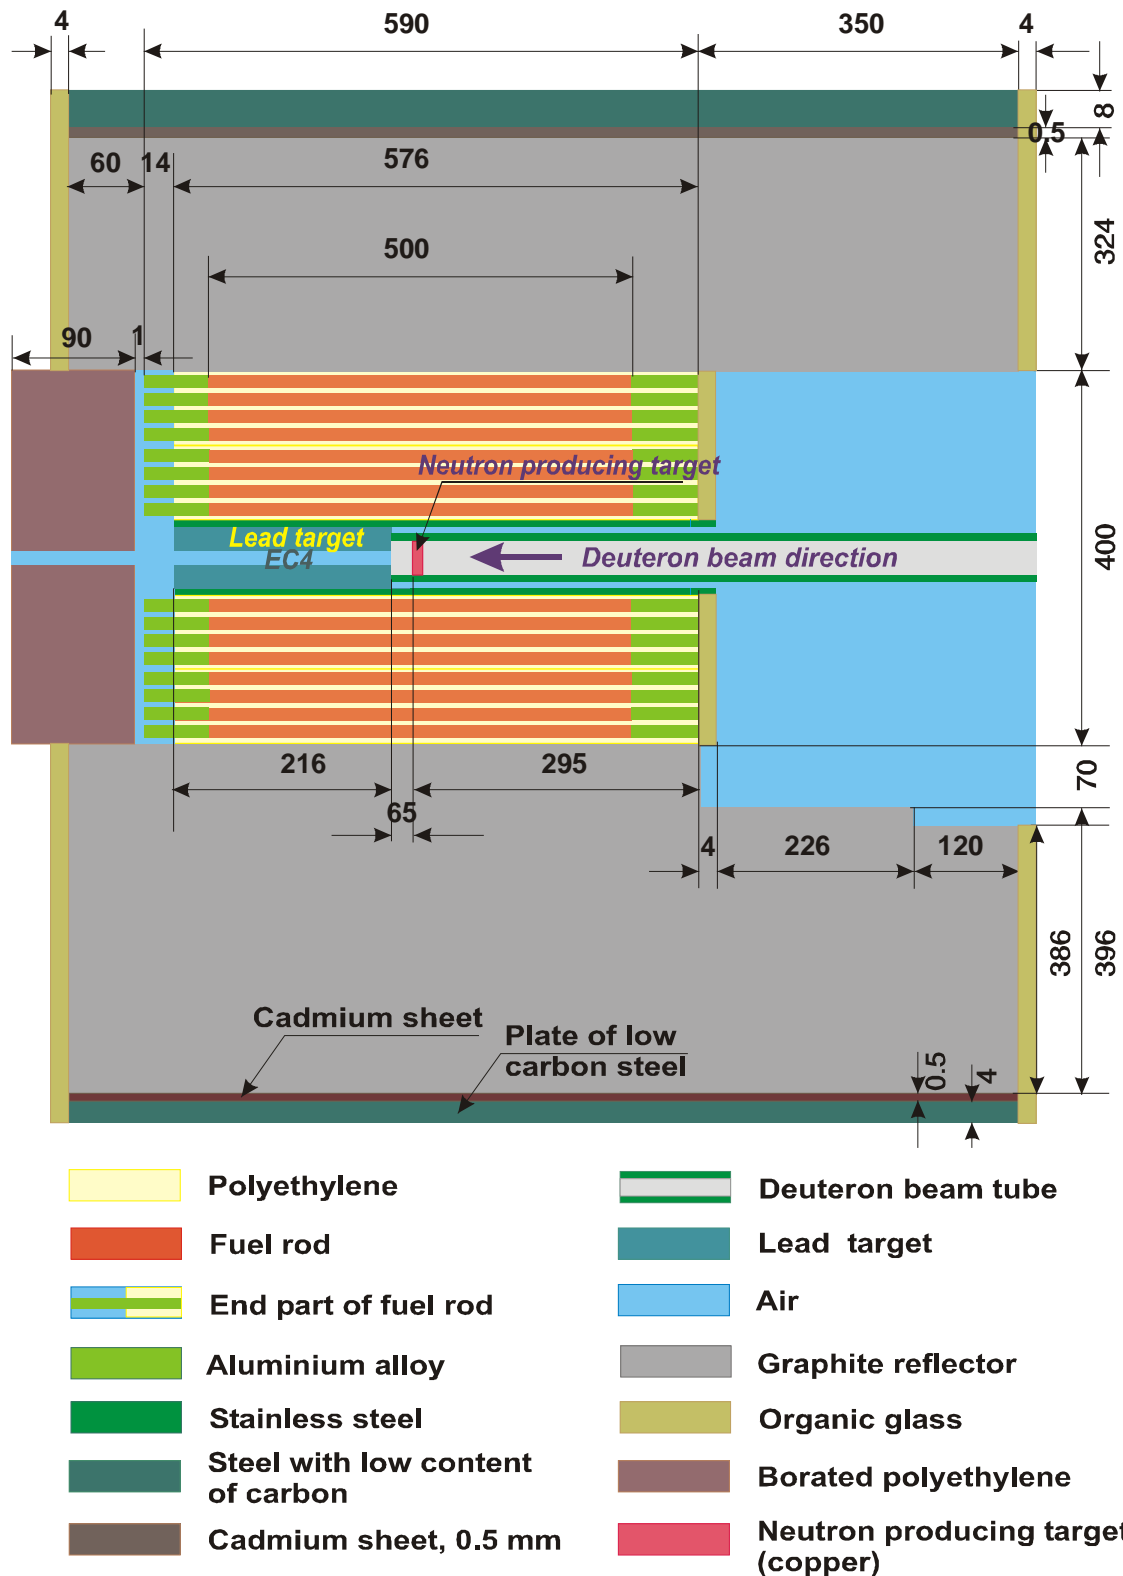 4
590
350
4
8
0.5
60
14
576
324
500
90
1
Neutron producing target
Lead target
EC4
Deuteron beam direction
400
216
295
70
65
4
226
120
386
396
Cadmium sheet
Plate of low
carbon steel
0.5
4
Polyethylene
Deuteron beam tube
Fuel rod
Lead target
End part of fuel rod
Air
Aluminium alloy
Graphite reflector
Stainless steel
Organic glass
Steel with low content
of carbon
Borated polyethylene
Cadmium sheet, 0.5 mm
Neutron producing target
(copper)